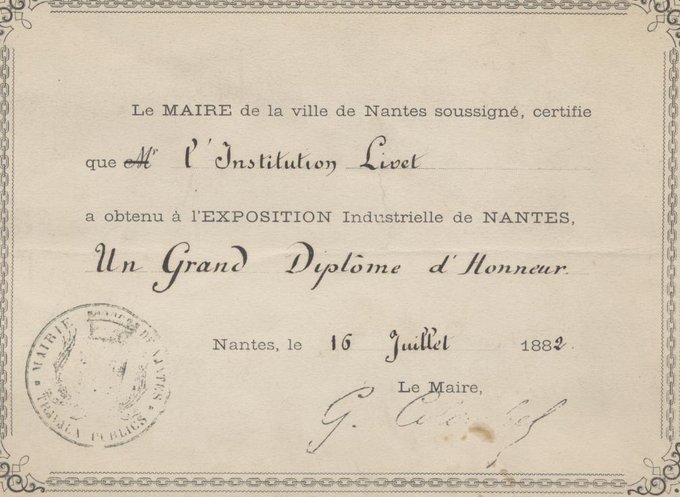 Le MAIRE de la ville de Nantes soussigné, certifie
que Mr l'Institution Livet
a obtenu à l'EXPOSITION Industrielle de NANTES,
Un Grand Diplôme d'Honneur.
Nantes, le 16 Juillet 1882
Le Maire,
G.
MAIRIE DE NANTES
TRAVAUX PUBLICS